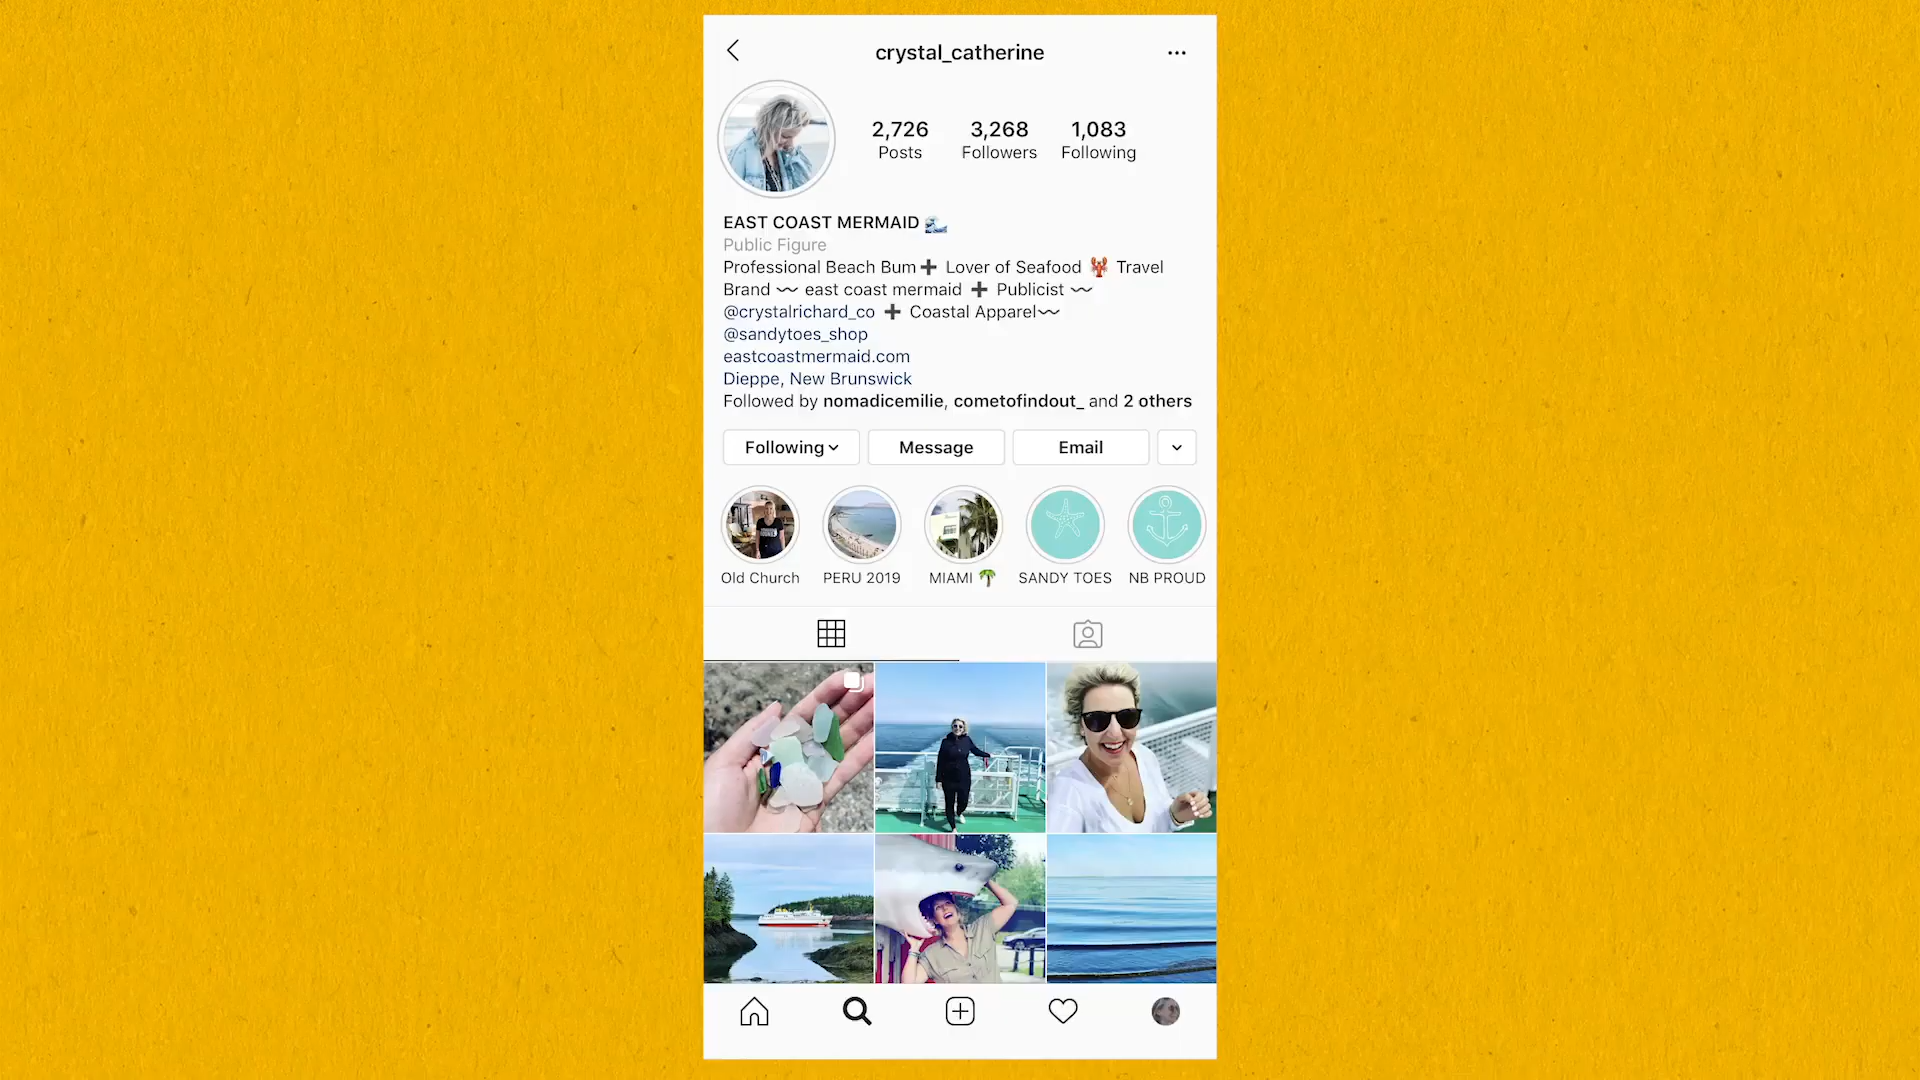 crystal_catherine
2,726 3,268 1,083
Posts Followers Following
EAST COAST MERMAID 🌊
Public Figure
Professional Beach Bum➕ Lover of Seafood 🦞 Travel
Brand 〰 east coast mermaid ➕ Publicist 〰
@crystalrichard_co ➕ Coastal Apparel〰
@sandytoes_shop
eastcoastmermaid.com
Dieppe, New Brunswick
Followed by nomadicemilie, cometofindout_ and 2 others
Following Message Email
Old Church PERU 2019 MIAMI 🌴 SANDY TOES NB PROUD